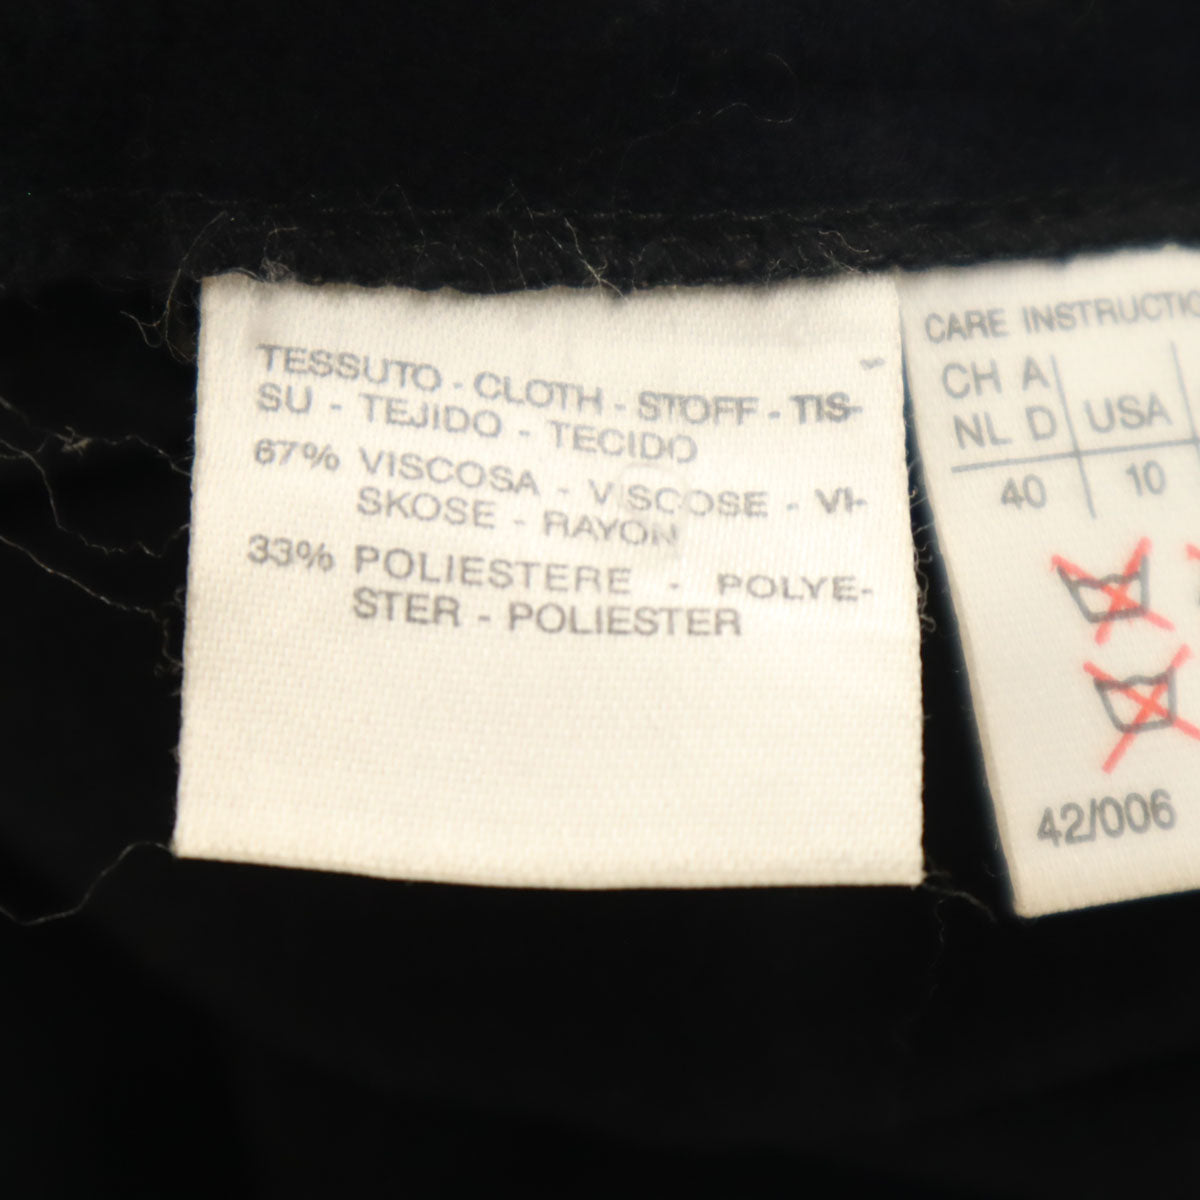 TESSUTO - CLOTH - STOFF - TIS-
SU - TEJIDO - TECIDO
67% VISCOSA - VISCOSE - VI-
SKOSE - RAYON
33% POLIESTERE - POLYE-
STER - POLIESTER
CARE INSTRUCTIO
CH A
NL D USA
40 10
42/006